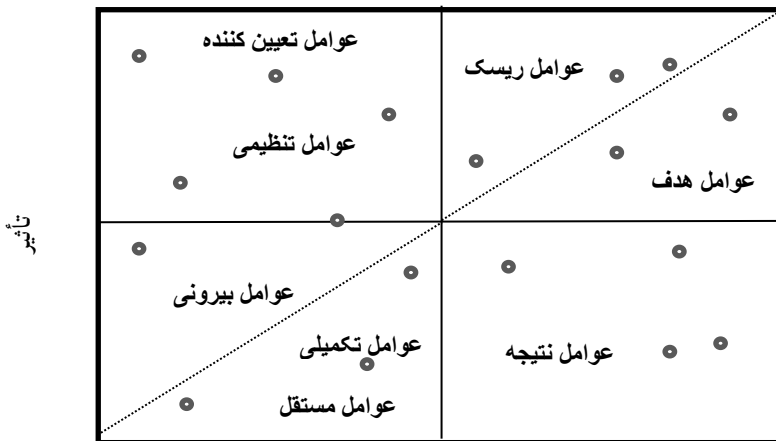 عوامل تعیین کننده
عوامل ریسک
عوامل تنظیمی
عوامل هدف
تأثیر
عوامل بیرونی
عوامل تکمیلی
عوامل نتیجه
عوامل مستقل